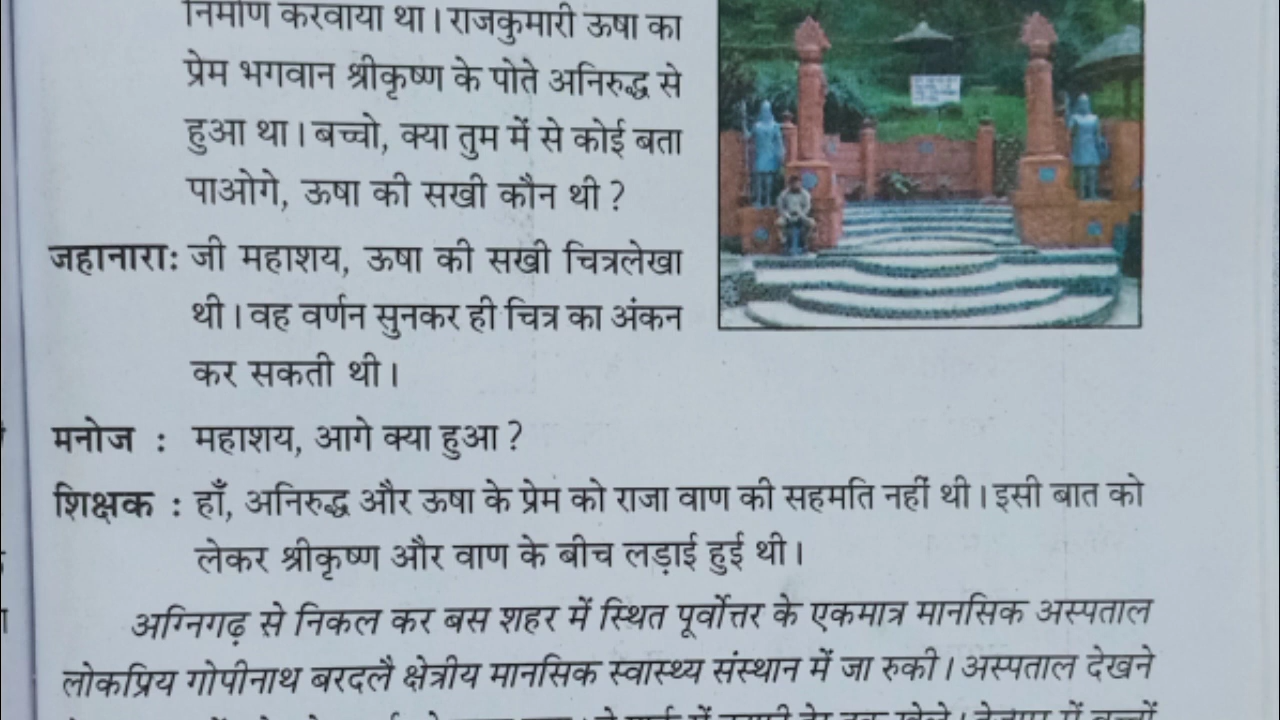 निर्माण करवाया था। राजकुमारी ऊषा का
प्रेम भगवान श्रीकृष्ण के पोते अनिरुद्ध से
हुआ था। बच्चो, क्या तुम में से कोई बता
पाओगे, ऊषा की सखी कौन थी ?
जहानारा: जी महाशय, ऊषा की सखी चित्रलेखा
थी। वह वर्णन सुनकर ही चित्र का अंकन
कर सकती थी।
मनोज : महाशय, आगे क्या हुआ ?
शिक्षक : हाँ, अनिरुद्ध और ऊषा के प्रेम को राजा वाण की सहमति नहीं थी। इसी बात को
लेकर श्रीकृष्ण और वाण के बीच लड़ाई हुई थी।
अग्निगढ़ से निकल कर बस शहर में स्थित पूर्वोत्तर के एकमात्र मानसिक अस्पताल
लोकप्रिय गोपीनाथ बरदलै क्षेत्रीय मानसिक स्वास्थ्य संस्थान में जा रुकी। अस्पताल देखने